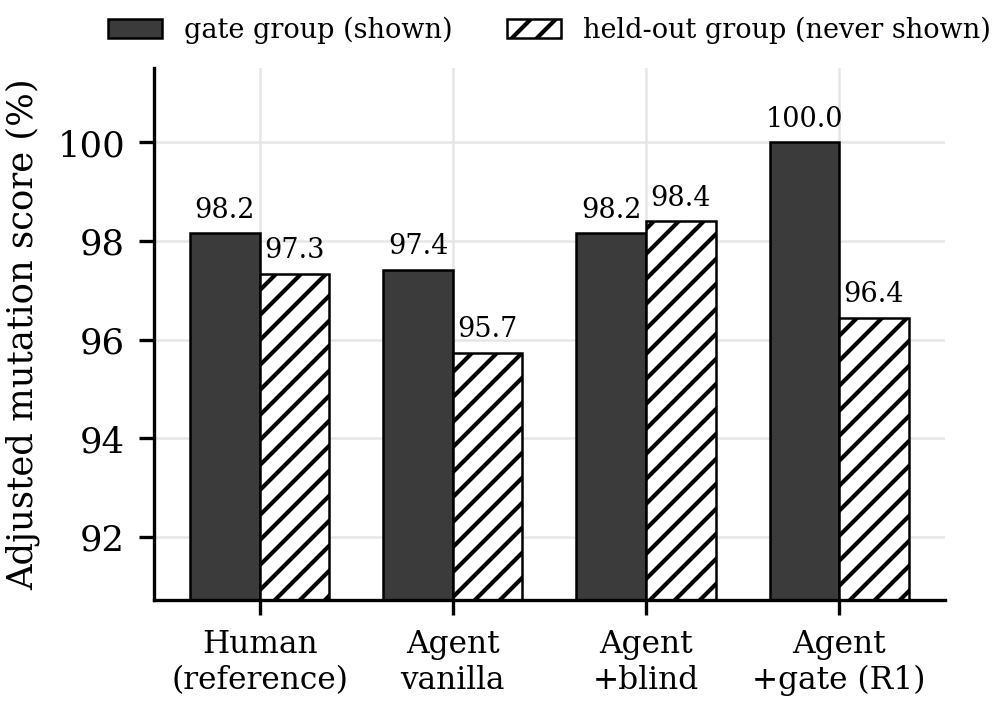 gate group (shown)
held-out group (never shown)
Adjusted mutation score (%)
100
98
96
94
92
98.2
97.3
97.4
95.7
98.2
98.4
100.0
96.4
Human
(reference)
Agent
vanilla
Agent
+blind
Agent
+gate (R1)